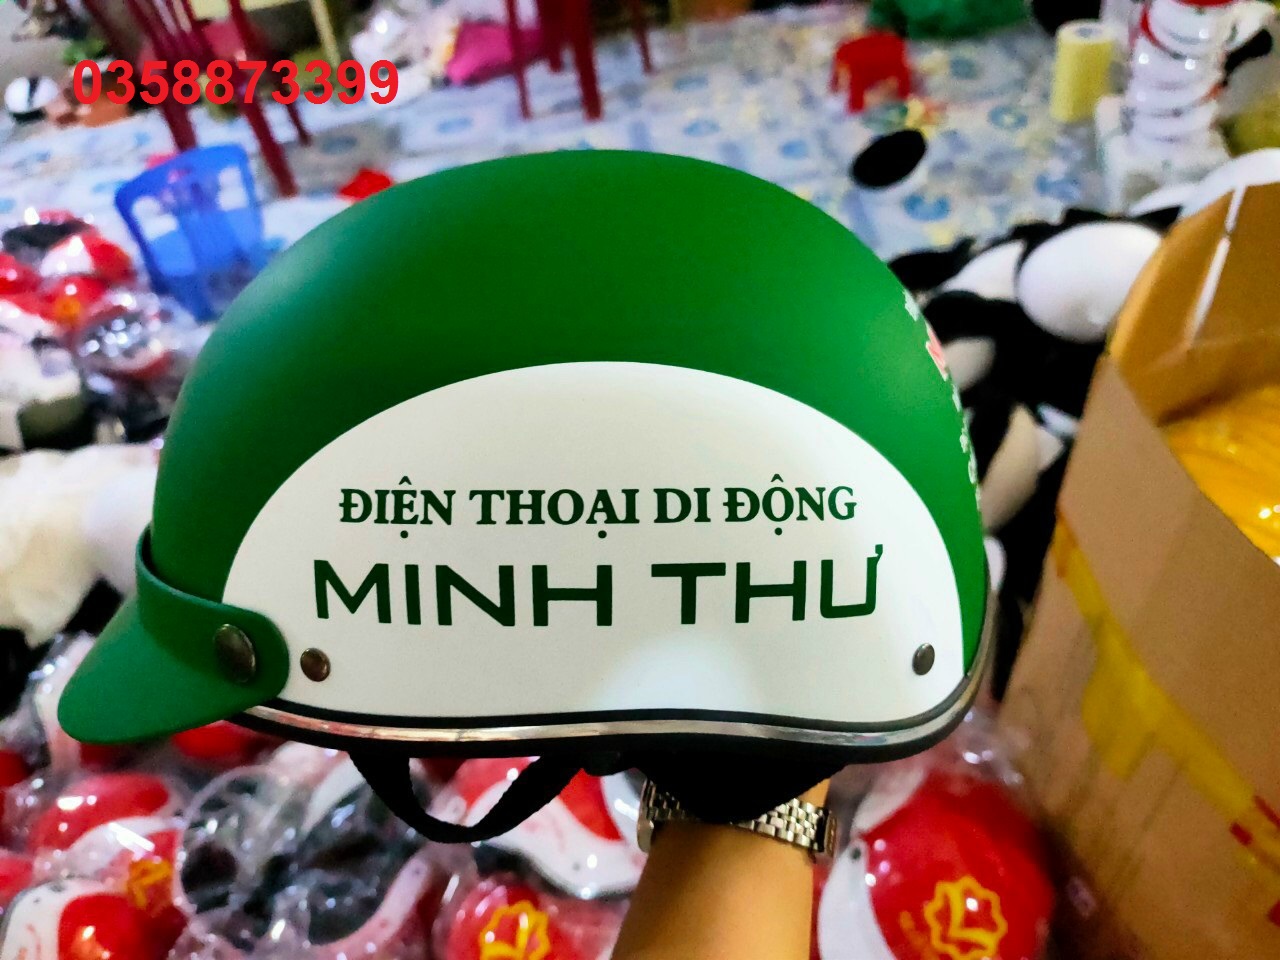 0358873399
ĐIỆN THOẠI DI ĐỘNG
MINH THƯ